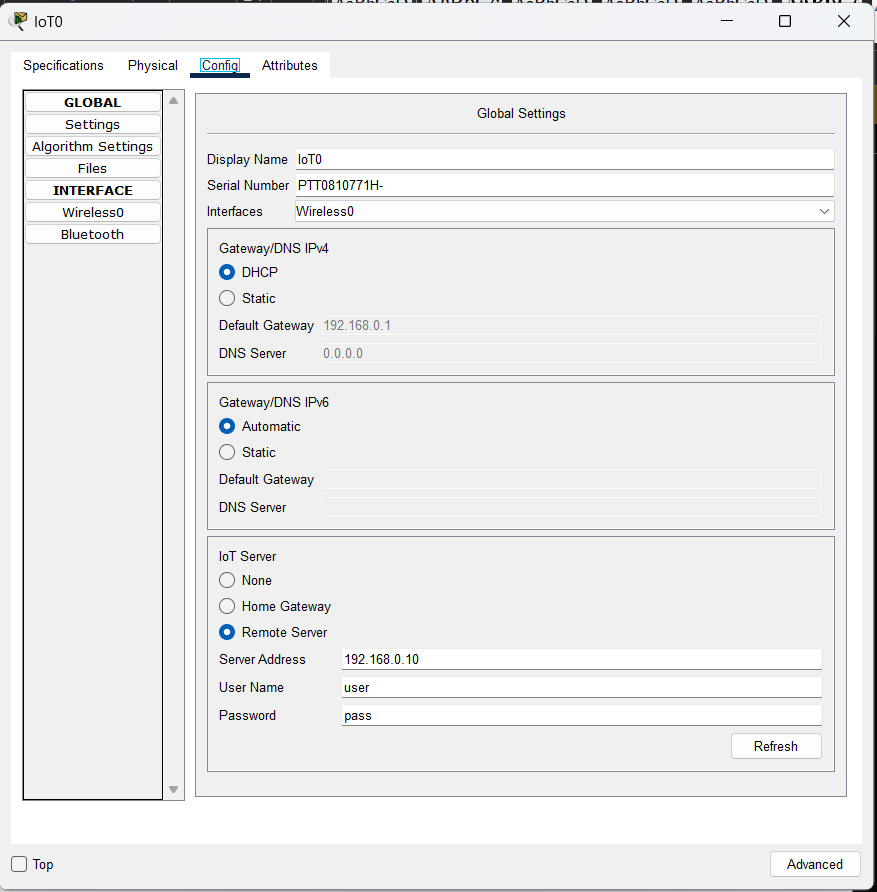 IoT0
Specifications Physical Config Attributes
GLOBAL
Settings
Algorithm Settings
Files
INTERFACE
Wireless0
Bluetooth
Global Settings
Display Name IoT0
Serial Number PTT0810771H-
Interfaces Wireless0
Gateway/DNS IPv4
DHCP
Static
Default Gateway 192.168.0.1
DNS Server 0.0.0.0
Gateway/DNS IPv6
Automatic
Static
Default Gateway
DNS Server
IoT Server
None
Home Gateway
Remote Server
Server Address 192.168.0.10
User Name user
Password pass
Refresh
Top
Advanced